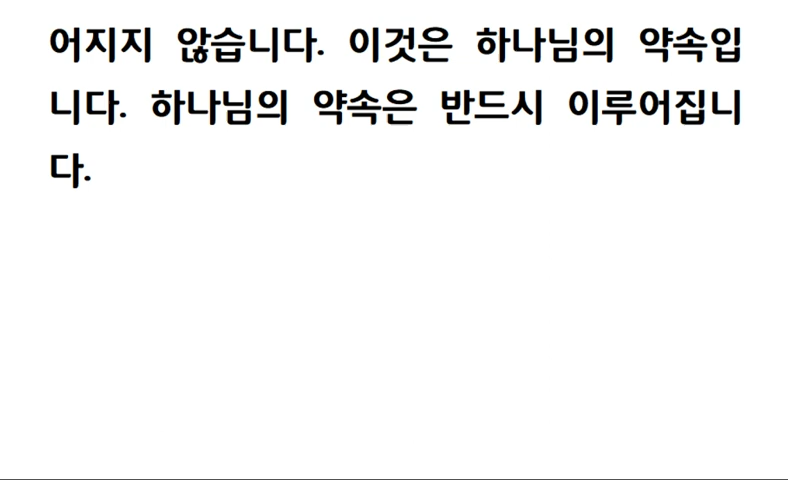 어지지 않습니다. 이것은 하나님의 약속입
니다. 하나님의 약속은 반드시 이루어집니
다.